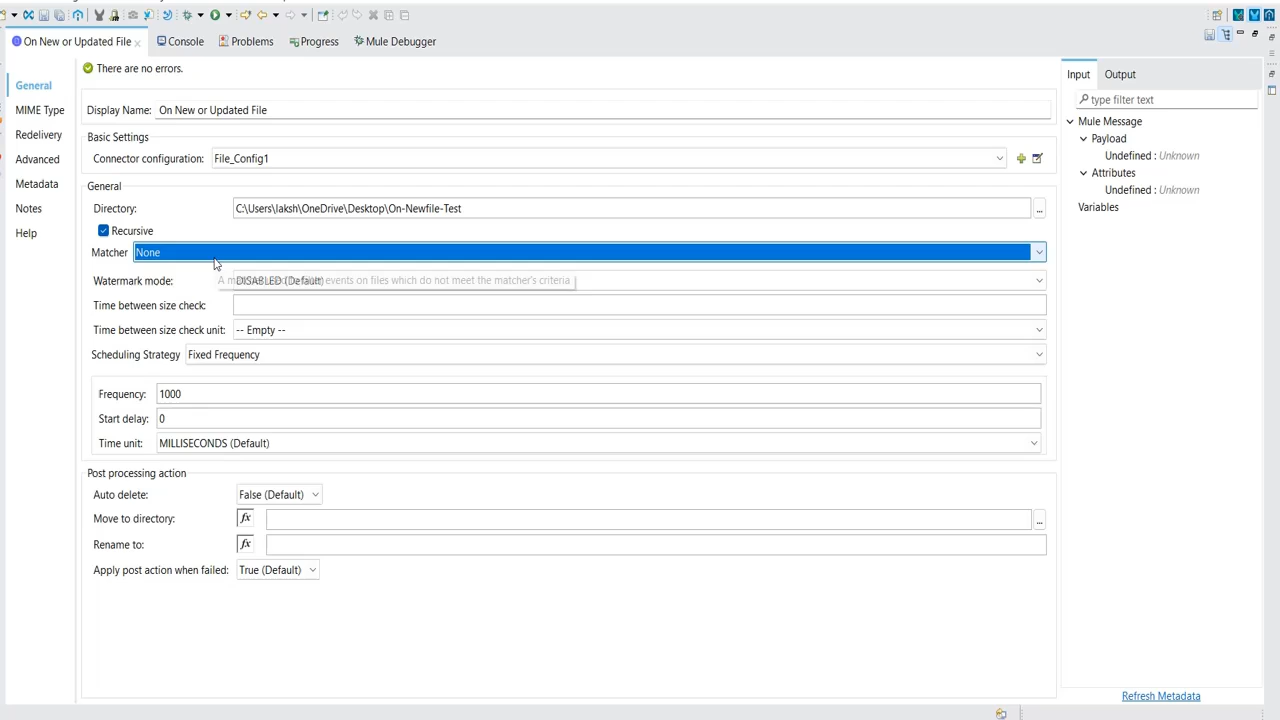 On New or Updated File
Console
Problems
Progress
Mule Debugger
There are no errors.
General
MIME Type
Redelivery
Advanced
Metadata
Notes
Help
Display Name: On New or Updated File
Basic Settings
Connector configuration: File_Config1
General
Directory: C:\Users\laksh\OneDrive\Desktop\On-Newfile-Test ...
Recursive
Matcher None
Watermark mode: DISABLED (Default)
events on files which do not meet the matcher's criteria
Time between size check:
Time between size check unit: -- Empty --
Scheduling Strategy Fixed Frequency
Frequency: 1000
Start delay: 0
Time unit: MILLISECONDS (Default)
Post processing action
Auto delete: False (Default)
Move to directory: fx ...
Rename to: fx
Apply post action when failed: True (Default)
Input Output
type filter text
Mule Message
Payload
Undefined : Unknown
Attributes
Undefined : Unknown
Variables
Refresh Metadata